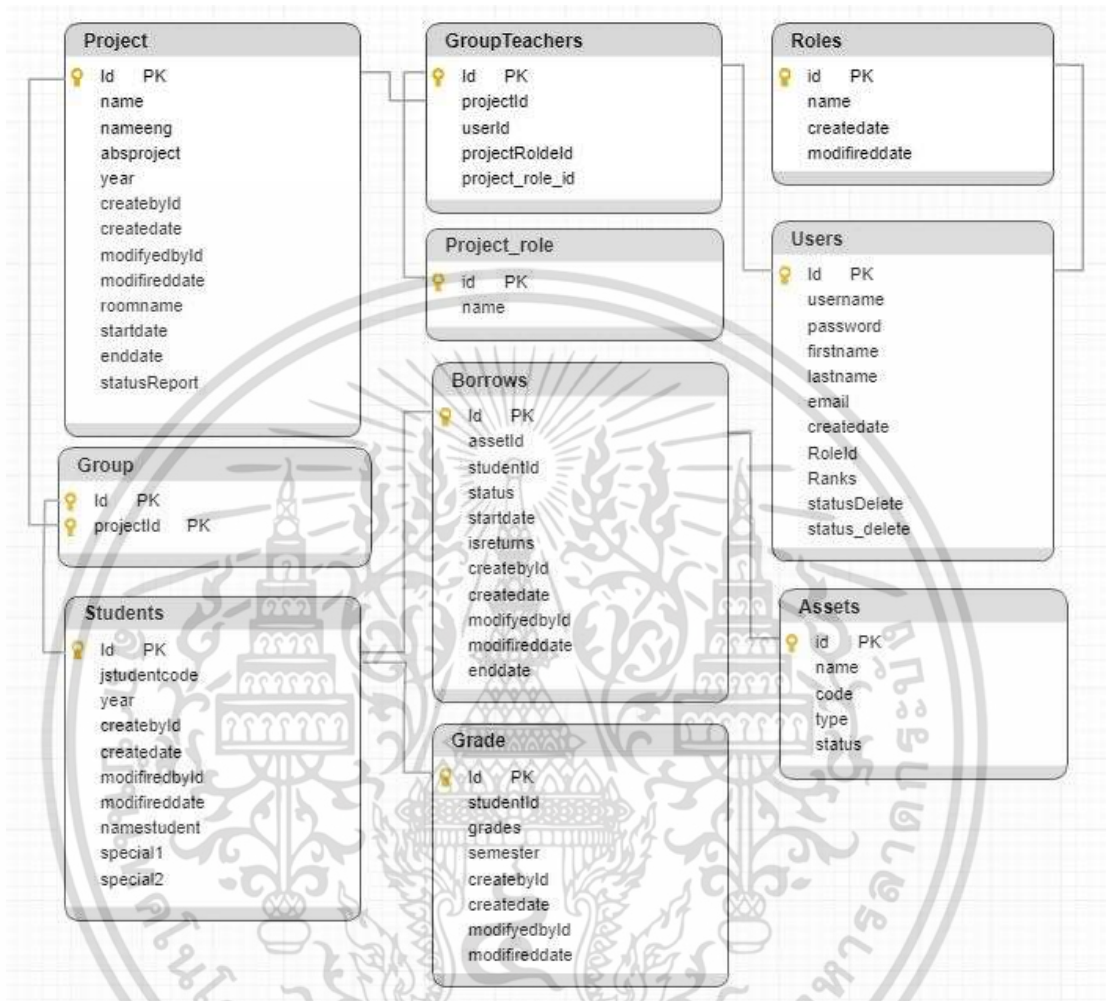 Project
Id PK
name
nameeng
absproject
year
createbyId
createdate
modifyedbyId
modifireddate
roomname
startdate
enddate
statusReport
GroupTeachers
Id PK
projectId
userId
projectRoldeId
project_role_id
Roles
id PK
name
createdate
modifireddate
Project_role
id PK
name
Users
Id PK
username
password
firstname
lastname
email
createdate
RoleId
Ranks
statusDelete
status_delete
Group
Id PK
projectId PK
Borrows
Id PK
assetId
studentId
status
startdate
isreturns
createbyId
createdate
modifyedbyId
modifireddate
enddate
Students
Id PK
jstudentcode
year
createbyId
createdate
modifiredbyId
modifireddate
namestudent
special1
special2
Assets
id PK
name
code
type
status
Grade
Id PK
studentId
grades
semester
createbyId
createdate
modifyedbyId
modifireddate